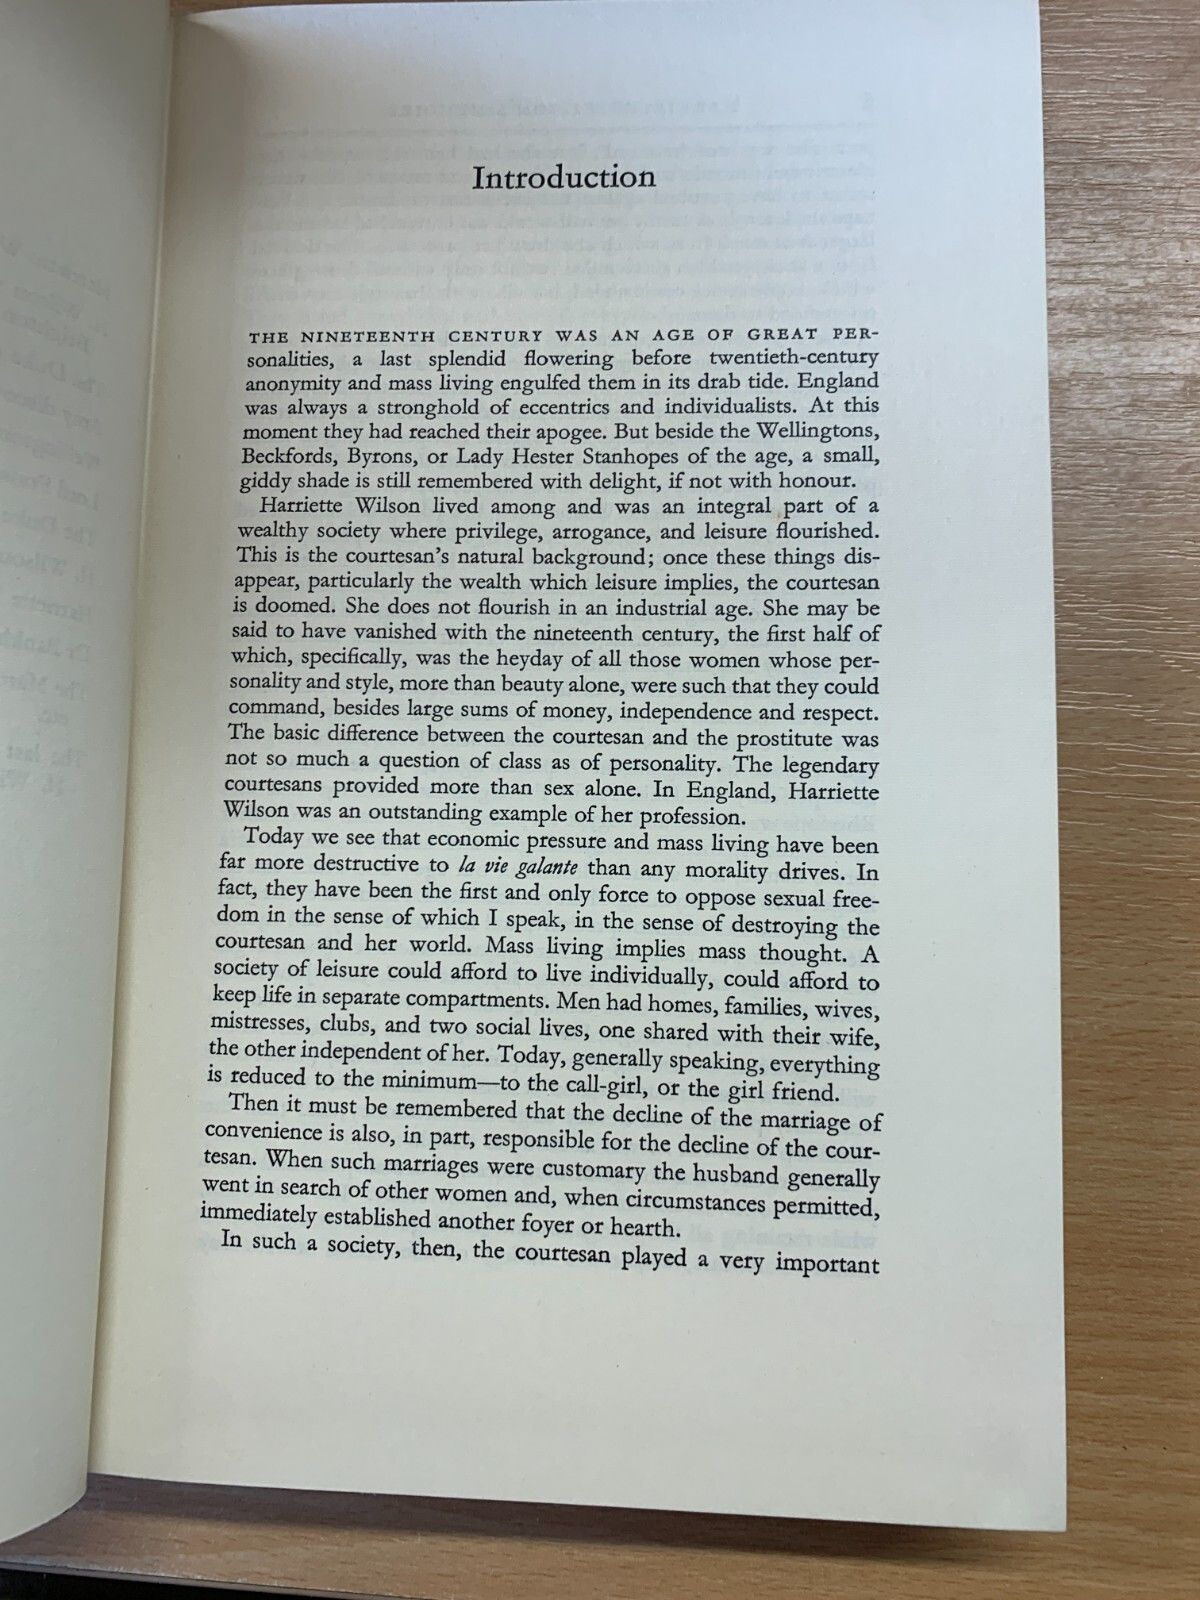 Introduction
THE NINETEENTH CENTURY WAS AN AGE OF GREAT PER-
sonalities, a last splendid flowering before twentieth-century
anonymity and mass living engulfed them in its drab tide. England
was always a stronghold of eccentrics and individualists. At this
moment they had reached their apogee. But beside the Wellingtons,
Beckfords, Byrons, or Lady Hester Stanhopes of the age, a small,
giddy shade is still remembered with delight, if not with honour.
Harriette Wilson lived among and was an integral part of a
wealthy society where privilege, arrogance, and leisure flourished.
This is the courtesan's natural background; once these things dis-
appear, particularly the wealth which leisure implies, the courtesan
is doomed. She does not flourish in an industrial age. She may be
said to have vanished with the nineteenth century, the first half of
which, specifically, was the heyday of all those women whose per-
sonality and style, more than beauty alone, were such that they could
command, besides large sums of money, independence and respect.
The basic difference between the courtesan and the prostitute was
not so much a question of class as of personality. The legendary
courtesans provided more than sex alone. In England, Harriette
Wilson was an outstanding example of her profession.
Today we see that economic pressure and mass living have been
far more destructive to la vie galante than any morality drives. In
fact, they have been the first and only force to oppose sexual free-
dom in the sense of which I speak, in the sense of destroying the
courtesan and her world. Mass living implies mass thought. A
society of leisure could afford to live individually, could afford to
keep life in separate compartments. Men had homes, families, wives,
mistresses, clubs, and two social lives, one shared with their wife,
the other independent of her. Today, generally speaking, everything
is reduced to the minimum—to the call-girl, or the girl friend.
Then it must be remembered that the decline of the marriage of
convenience is also, in part, responsible for the decline of the cour-
tesan. When such marriages were customary the husband generally
went in search of other women and, when circumstances permitted,
immediately established another foyer or hearth.
In such a society, then, the courtesan played a very important